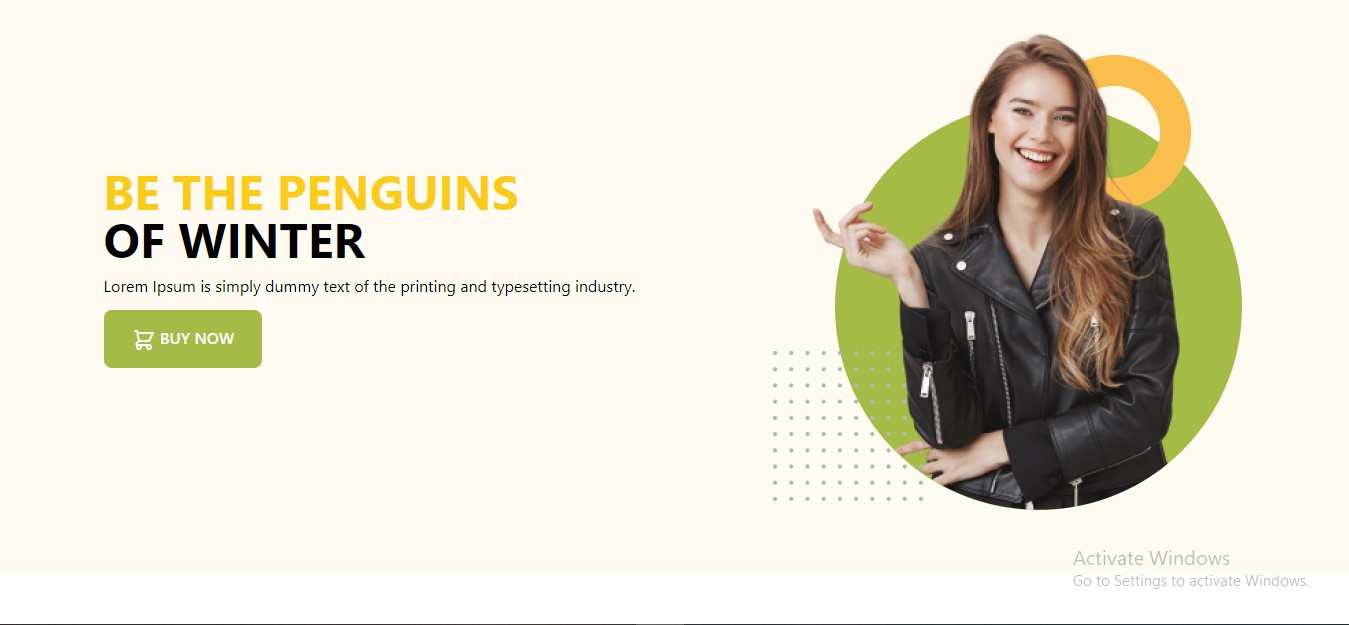 BE THE PENGUINS
OF WINTER
Lorem Ipsum is simply dummy text of the printing and typesetting industry.
BUY NOW
Activate Windows
Go to Settings to activate Windows.